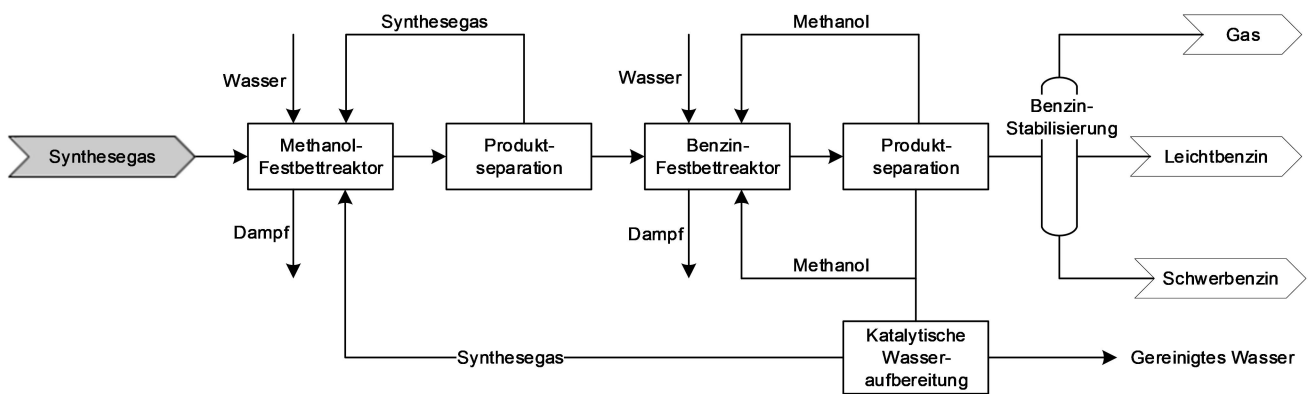 Synthesegas
Methanol
Gas
Wasser
Wasser
Benzin-
Stabilisierung
Synthesegas
Methanol-
Festbettreaktor
Produkt-
separation
Benzin-
Festbettreaktor
Produkt-
separation
Leichtbenzin
Dampf
Dampf
Methanol
Schwerbenzin
Synthesegas
Katalytische
Wasser-
aufbereitung
Gereinigtes Wasser